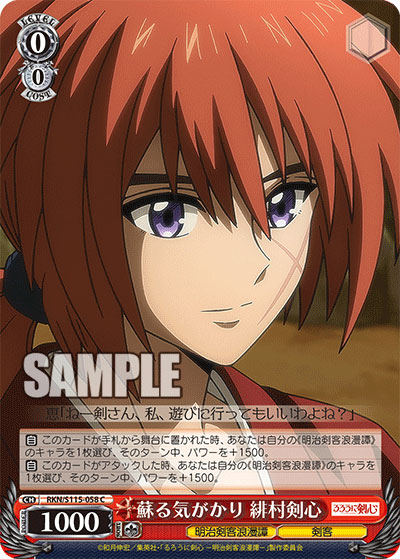 LEVEL
0
0
COST
SAMPLE
恵「ねー剣さん、私、遊びに行ってもいいわよね?」
自 このカードが手札から舞台に置かれた時、あなたは自分の《明治剣客浪漫譚》
のキャラを1枚選び、そのターン中、パワーを+1500。
自 このカードがアタックした時、あなたは自分の《明治剣客浪漫譚》のキャラを
1枚選び、そのターン中、パワーを+1500。
CH RKN/S115-058 C
1000
蘇る気がかり 緋村剣心
るろうに剣心
明治剣客浪漫譚 剣客
©和月伸宏/集英社・「るろうに剣心 -明治剣客浪漫譚-」製作委員会